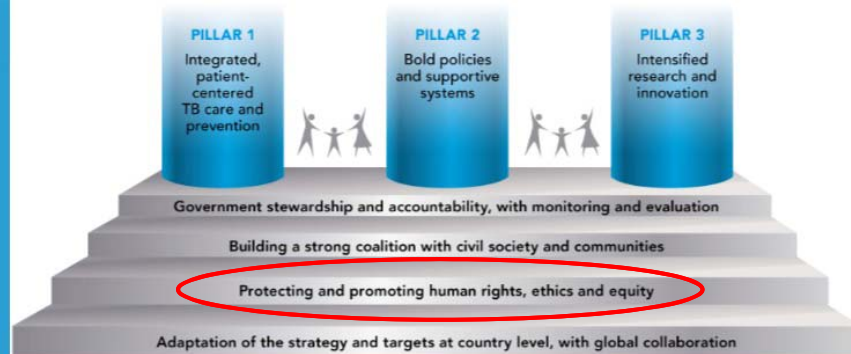 PILLAR 1
Integrated,
patient-
centered
TB care and
prevention
PILLAR 2
Bold policies
and supportive
systems
PILLAR 3
Intensified
research and
innovation
Government stewardship and accountability, with monitoring and evaluation
Building a strong coalition with civil society and communities
Protecting and promoting human rights, ethics and equity
Adaptation of the strategy and targets at country level, with global collaboration